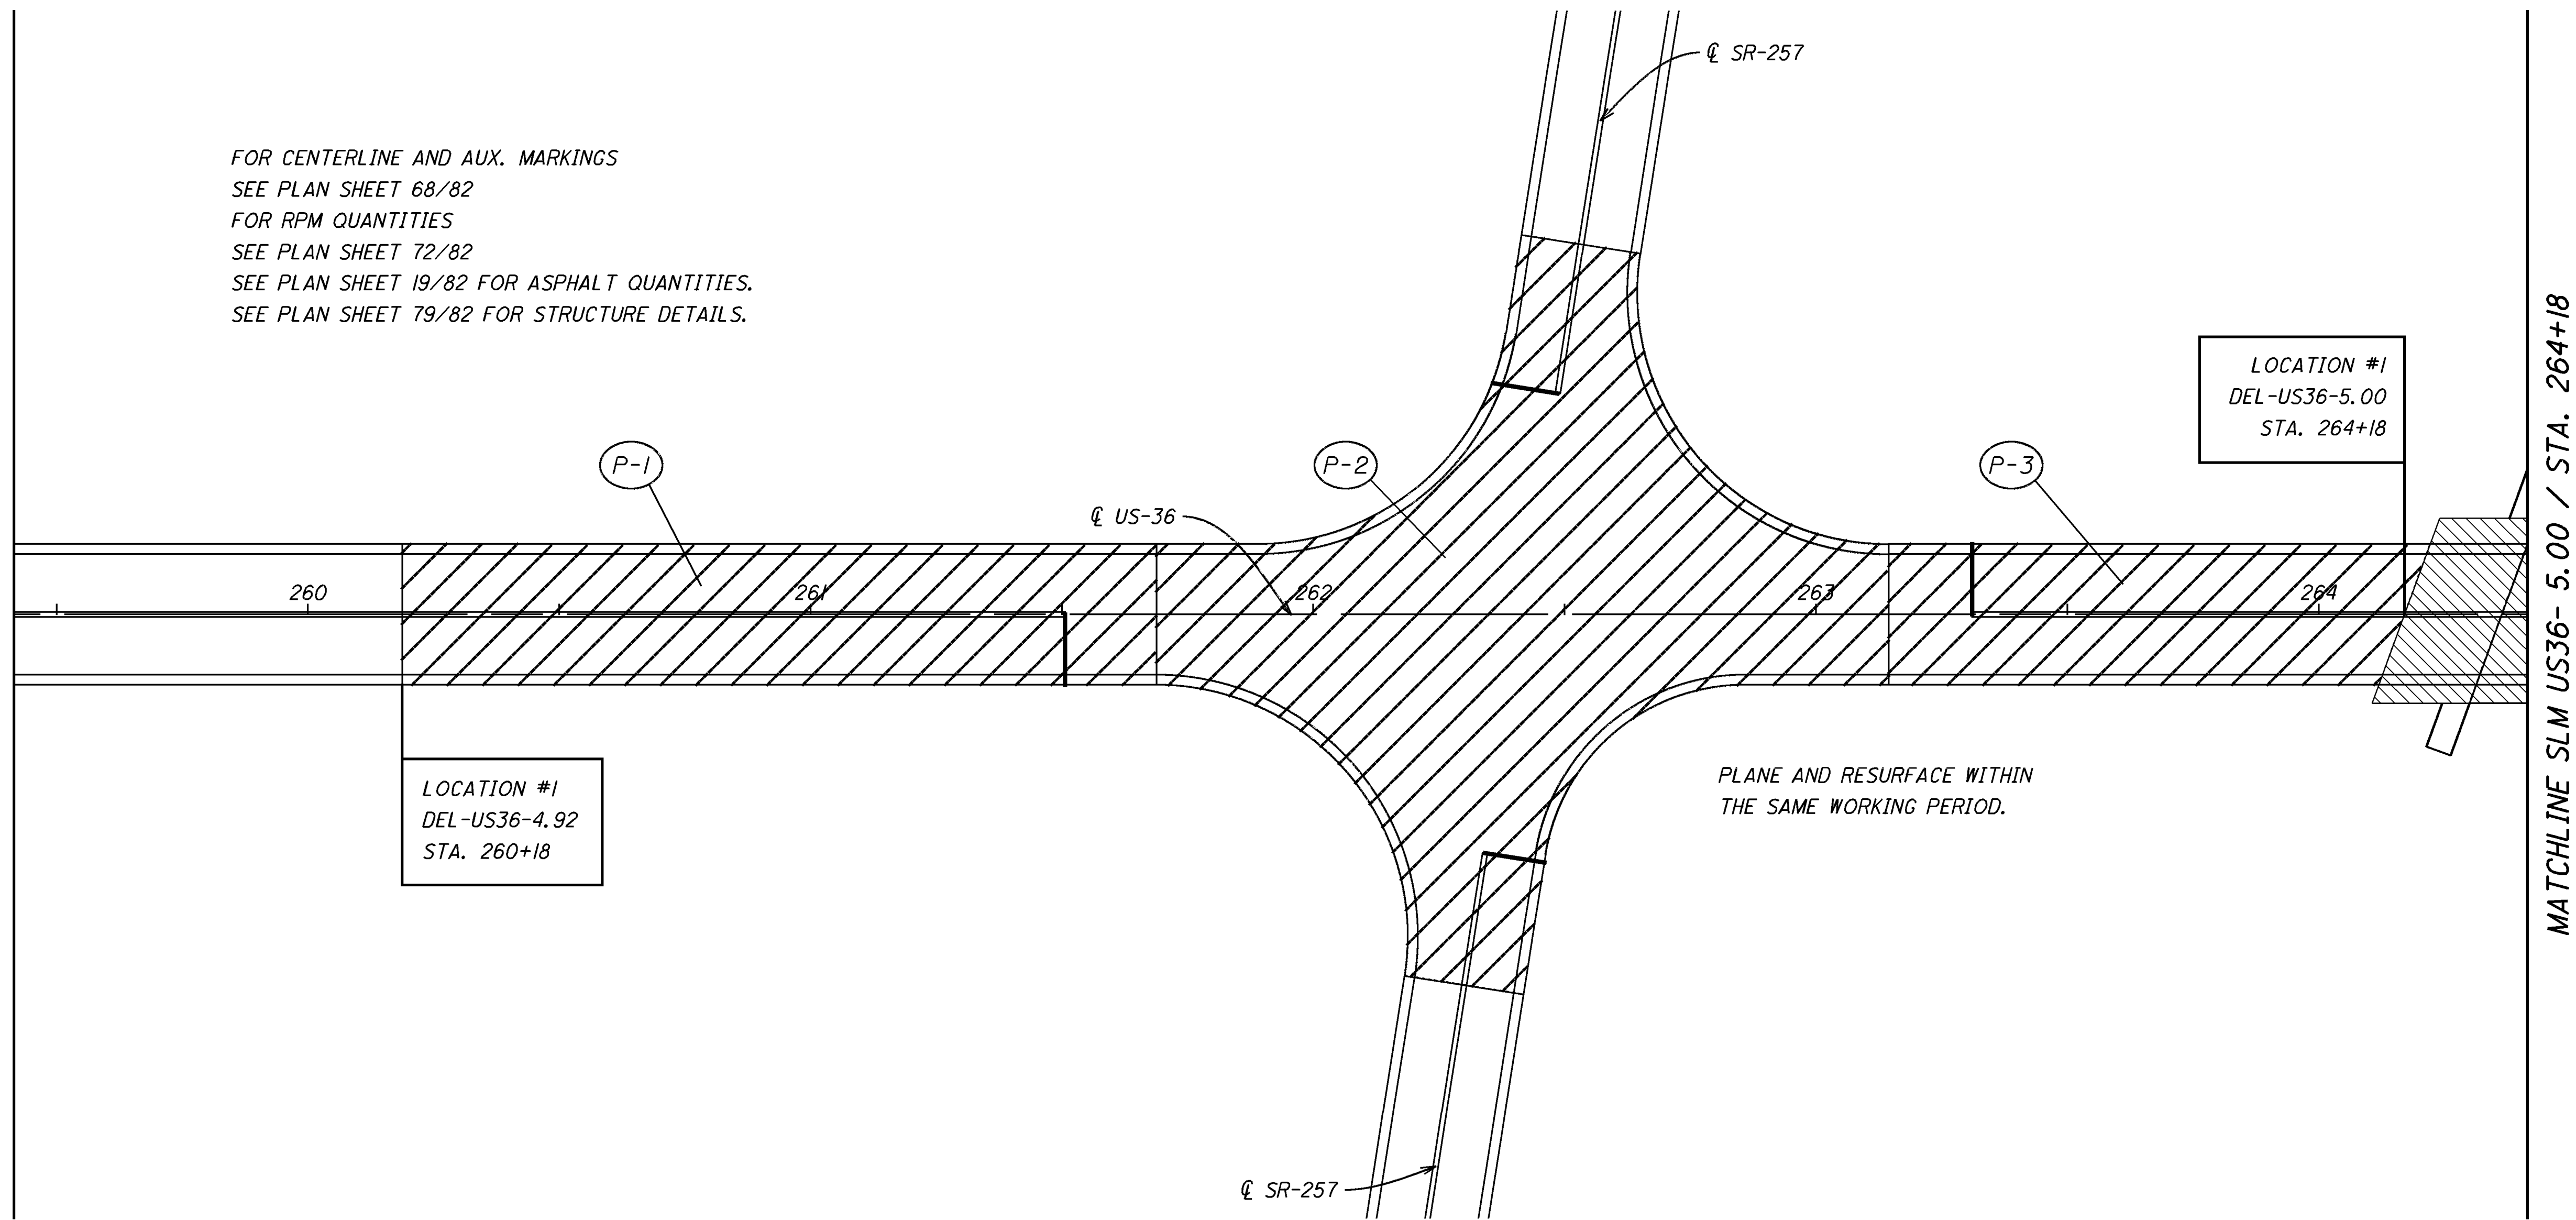 ℄ SR-257
FOR CENTERLINE AND AUX. MARKINGS
SEE PLAN SHEET 68/82
FOR RPM QUANTITIES
SEE PLAN SHEET 72/82
SEE PLAN SHEET 19/82 FOR ASPHALT QUANTITIES.
SEE PLAN SHEET 79/82 FOR STRUCTURE DETAILS.
LOCATION #1
DEL-US36-5.00
STA. 264+18
P-1
P-2
P-3
℄ US-36
260
261
262
263
264
LOCATION #1
DEL-US36-4.92
STA. 260+18
PLANE AND RESURFACE WITHIN
THE SAME WORKING PERIOD.
℄ SR-257
MATCHLINE SLM US36- 5.00 / STA. 264+18